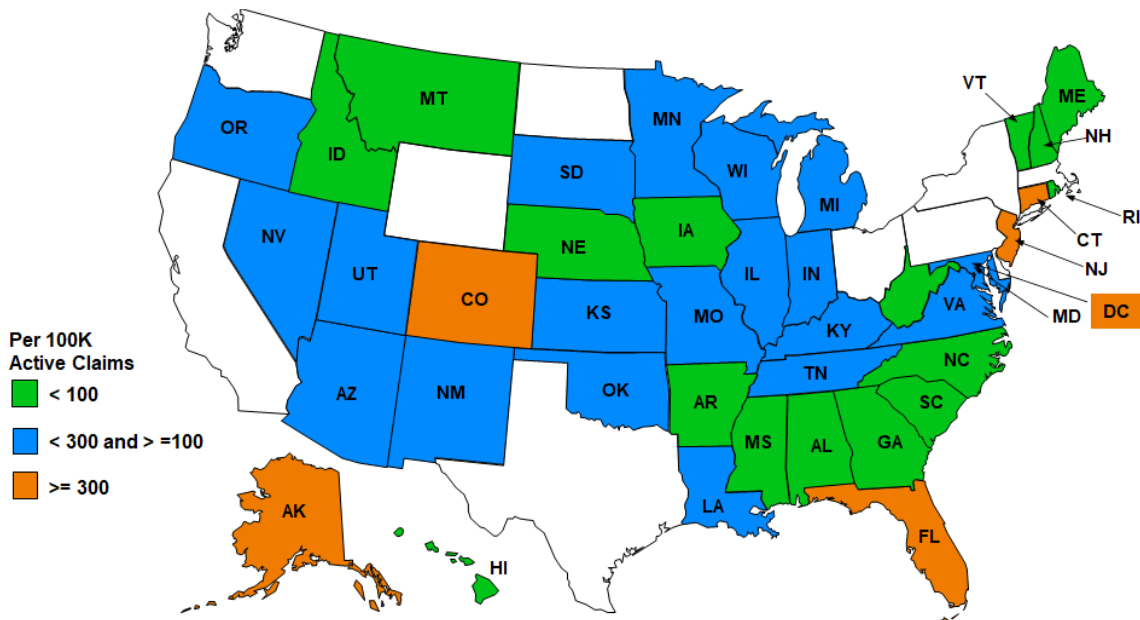 VT
ME
MT
MN
OR
NH
ID
WI
SD
MI
RI
IA
NV
NE
CT
UT
IL
IN
NJ
CO
VA
DC
KS
MO
MD
KY
Per 100K
Active Claims
NC
TN
< 100
AZ
NM
OK
AR
SC
MS
AL
GA
< 300 and > =100
>= 300
LA
AK
FL
HI